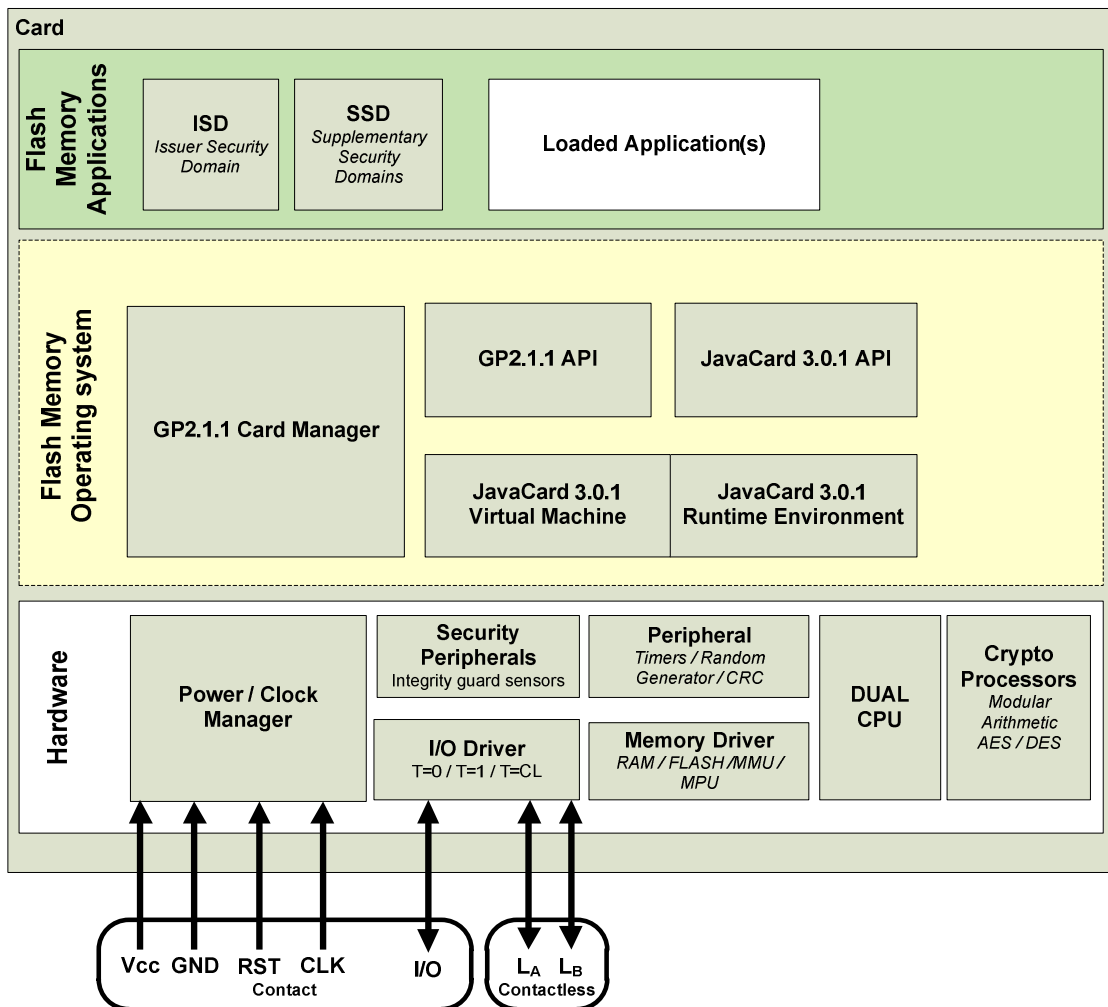 Card
Flash
Memory
Applications
ISD
Issuer Security
Domain
SSD
Supplementary
Security
Domains
Loaded Application(s)
Flash Memory
Operating system
GP2.1.1 Card Manager
GP2.1.1 API
JavaCard 3.0.1 API
JavaCard 3.0.1
Virtual Machine
JavaCard 3.0.1
Runtime Environment
Hardware
Power / Clock
Manager
Security
Peripherals
Integrity guard sensors
Peripheral
Timers / Random
Generator / CRC
I/O Driver
T=0 / T=1 / T=CL
Memory Driver
RAM / FLASH /MMU /
MPU
DUAL
CPU
Crypto
Processors
Modular
Arithmetic
AES / DES
Vcc GND RST CLK I/O
Contact
LA LB
Contactless